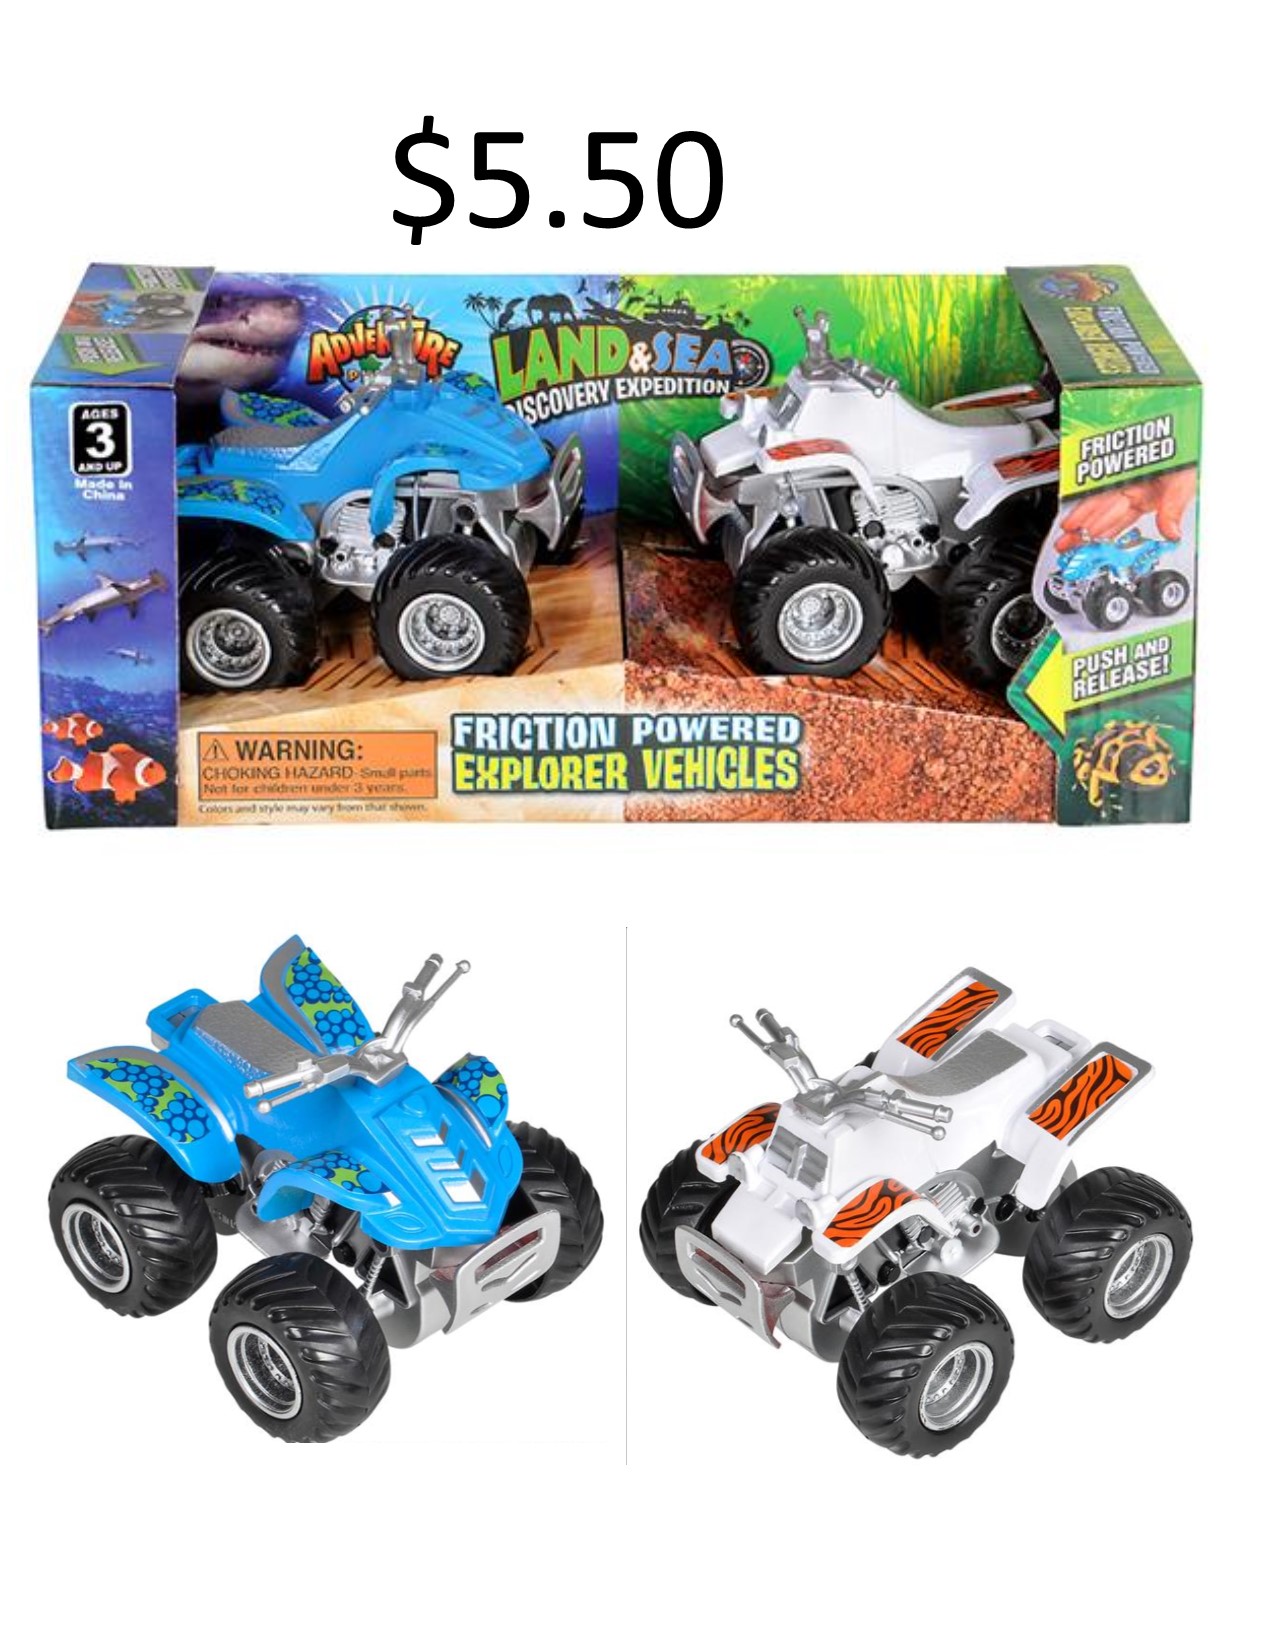 $5.50
ADVENTURE
LAND & SEA
DISCOVERY EXPEDITION
AGES
3
AND UP
Made in
China
FRICTION
POWERED
PUSH AND
RELEASE!
⚠ WARNING:
CHOKING HAZARD-Small parts.
Not for children under 3 years.
Colors and style may vary from that shown.
FRICTION POWERED
EXPLORER VEHICLES